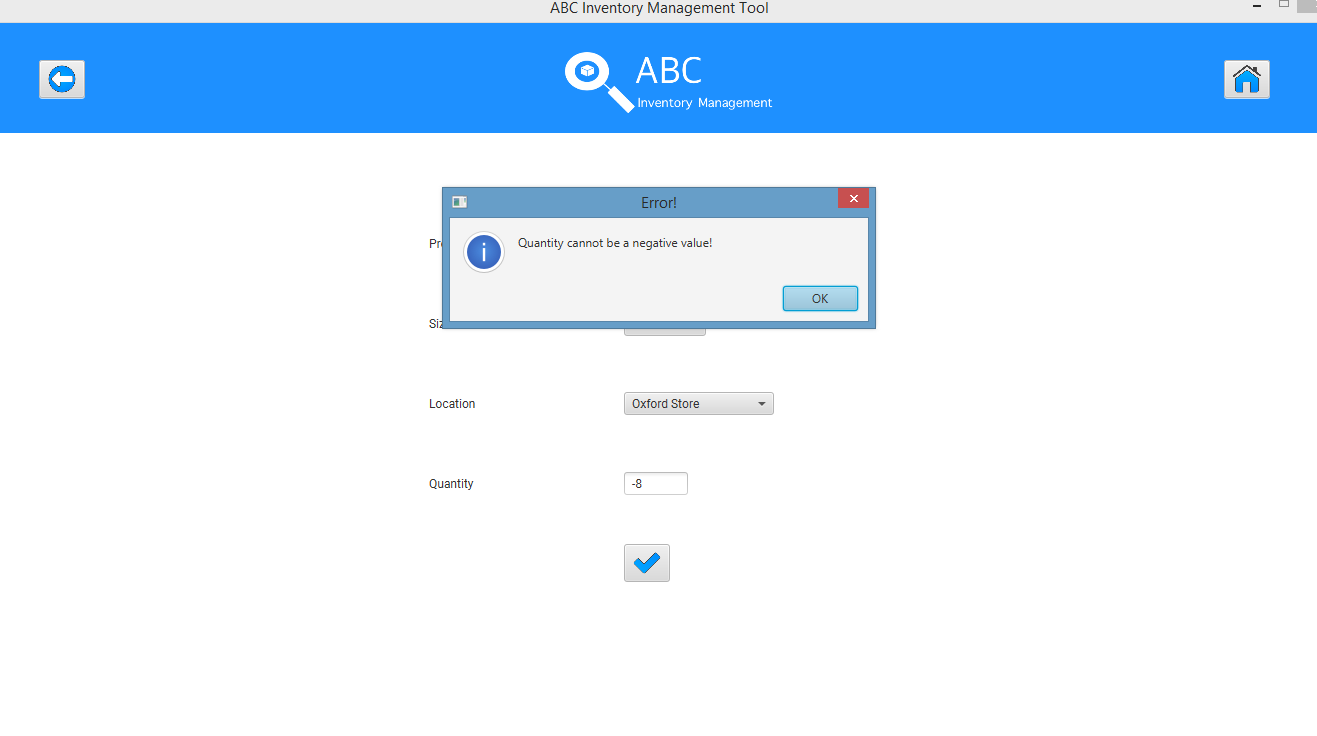 ABC Inventory Management Tool
ABC
Inventory Management
Error!
Quantity cannot be a negative value!
OK
Location
Oxford Store
Quantity
-8